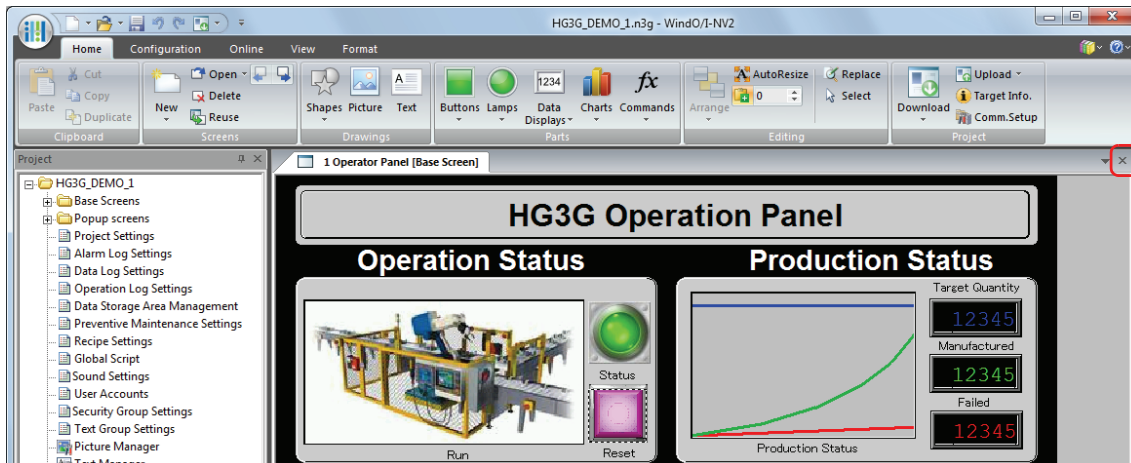 HG3G_DEMO_1.n3g - WindO/I-NV2
Home Configuration Online View Format
Paste
Cut
Copy
Duplicate
Clipboard
New
Open
Delete
Reuse
Screens
Shapes Picture Text
Drawings
1234
Buttons Lamps Data Displays Charts Commands
fx
Parts
Arrange
AutoResize
0
Replace
Select
Editing
Download
Upload
Target Info.
Comm.Setup
Project
Project
1 Operator Panel [Base Screen]
HG3G_DEMO_1
Base Screens
Popup screens
Project Settings
Alarm Log Settings
Data Log Settings
Operation Log Settings
Data Storage Area Management
Preventive Maintenance Settings
Recipe Settings
Global Script
Sound Settings
User Accounts
Security Group Settings
Text Group Settings
Picture Manager
Text Manager
HG3G Operation Panel
Operation Status
Status
Reset
Run
Production Status
Target Quantity
12345
Manufactured
12345
Failed
12345
Production Status